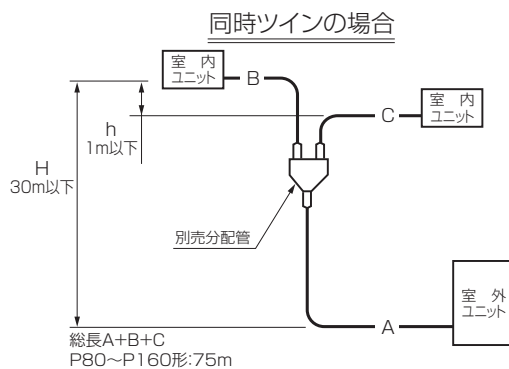 同時ツインの場合
室 内
ユニット
B
C
室 内
ユニット
h
1m以下
H
30m以下
別売分配管
室 外
ユニット
A
総長A+B+C
P80～P160形:75m